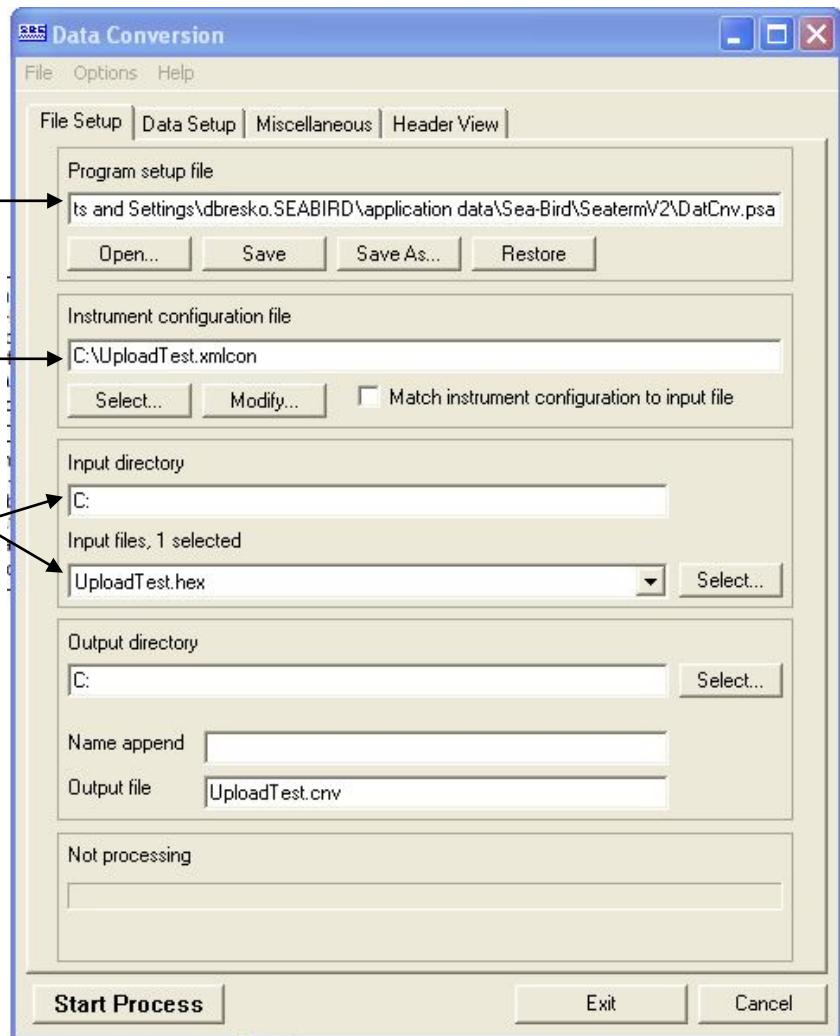 SBE Data Conversion
File Options Help
File Setup Data Setup Miscellaneous Header View
Program setup file
ts and Settings\dbresko.SEABIRD\application data\Sea-Bird\SeatermV2\DatCnv.psa
Open... Save Save As... Restore
Instrument configuration file
C:\UploadTest.xmlcon
Select... Modify... Match instrument configuration to input file
Input directory
C:
Input files, 1 selected
UploadTest.hex Select...
Output directory
C: Select...
Name append
Output file UploadTest.cnv
Not processing
Start Process Exit Cancel